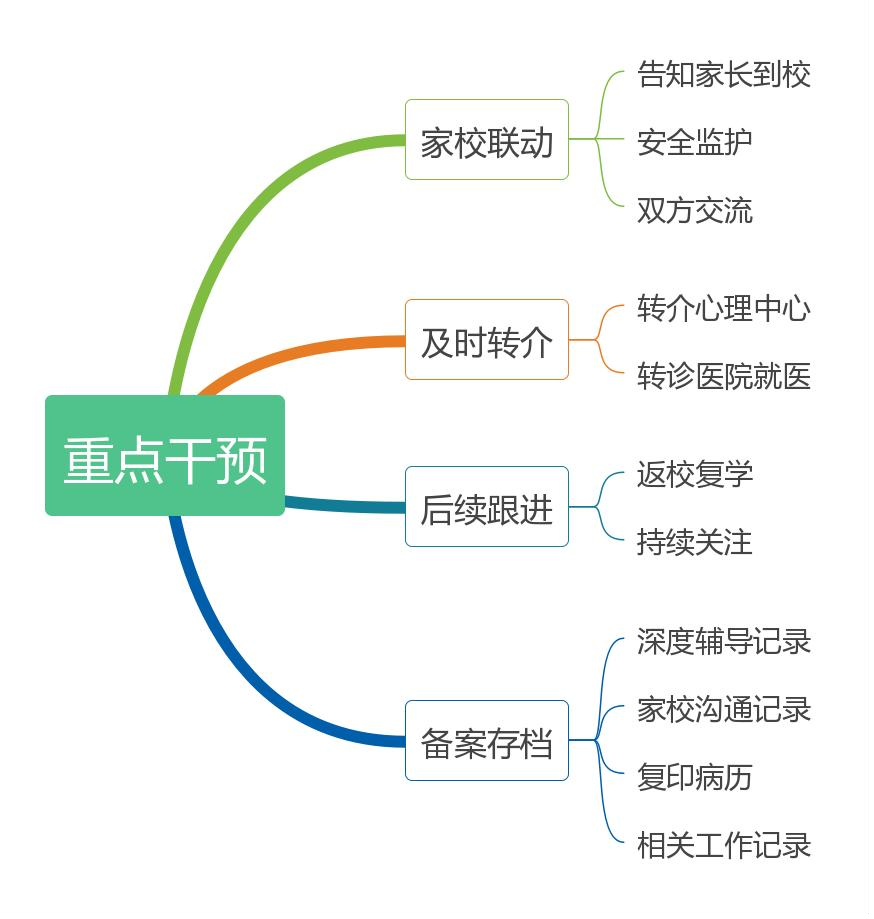 重点干预
家校联动
告知家长到校
安全监护
双方交流
及时转介
转介心理中心
转诊医院就医
后续跟进
返校复学
持续关注
备案存档
深度辅导记录
家校沟通记录
复印病历
相关工作记录